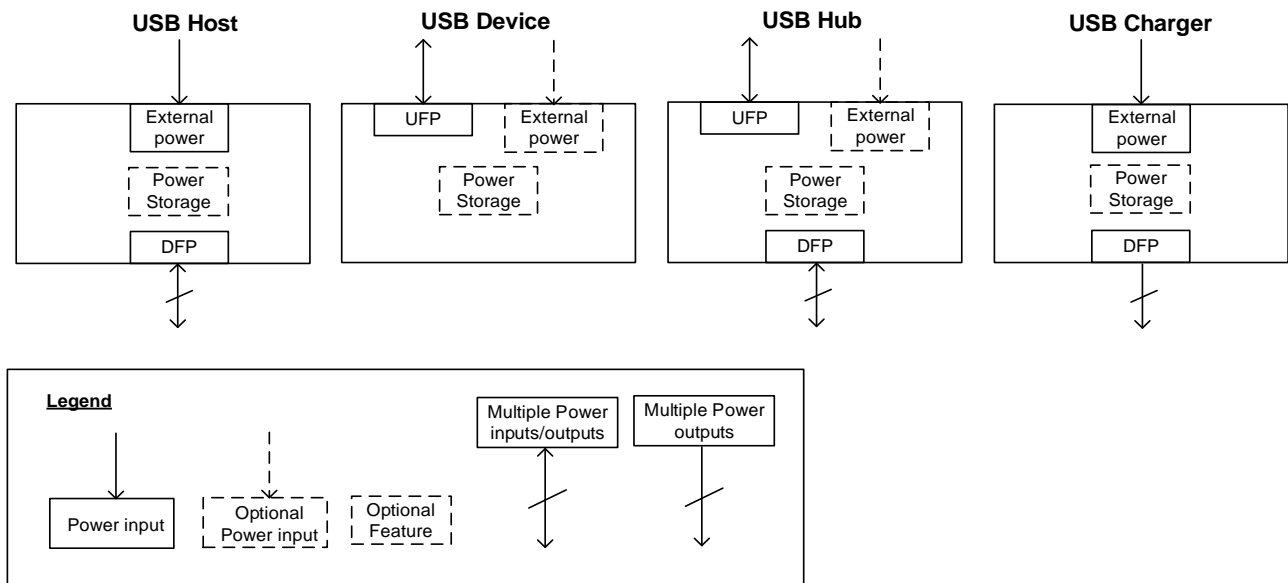 USB Host
USB Device
USB Hub
USB Charger
External
power
Power
Storage
DFP
UFP
External
power
Power
Storage
UFP
External
power
Power
Storage
DFP
External
power
Power
Storage
DFP
Legend
Power input
Optional
Power input
Optional
Feature
Multiple Power
inputs/outputs
Multiple Power
outputs